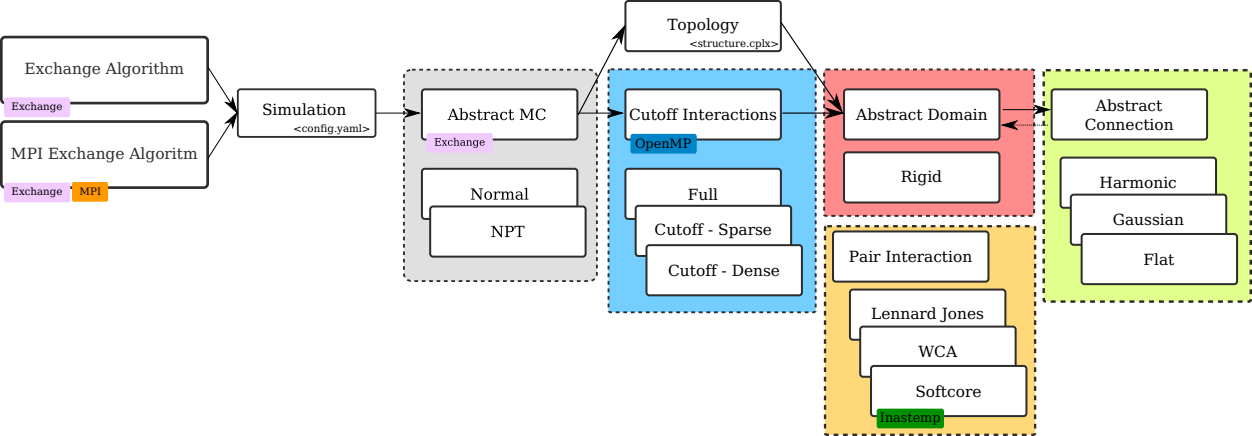 Exchange Algorithm
Exchange
MPI Exchange Algoritm
Exchange
MPI
Simulation
<config.yaml>
Abstract MC
Exchange
Normal
NPT
Topology
<structure.cplx>
Cutoff Interactions
OpenMP
Full
Cutoff - Sparse
Cutoff - Dense
Abstract Domain
Rigid
Pair Interaction
Lennard Jones
WCA
Softcore
Inastemp
Abstract
Connection
Harmonic
Gaussian
Flat